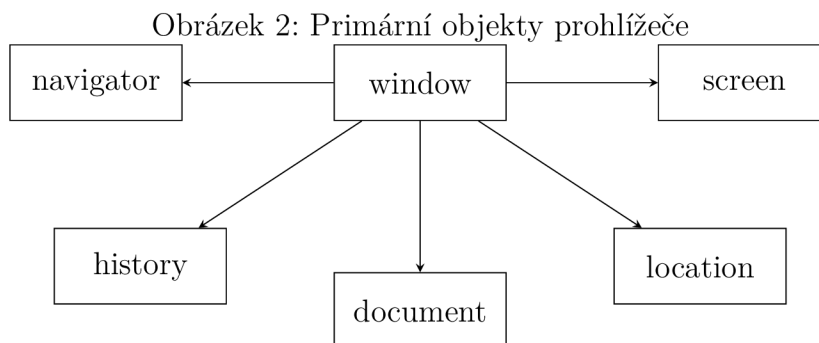 Obrázek 2: Primární objekty prohlížeče
navigator
window
screen
history
location
document